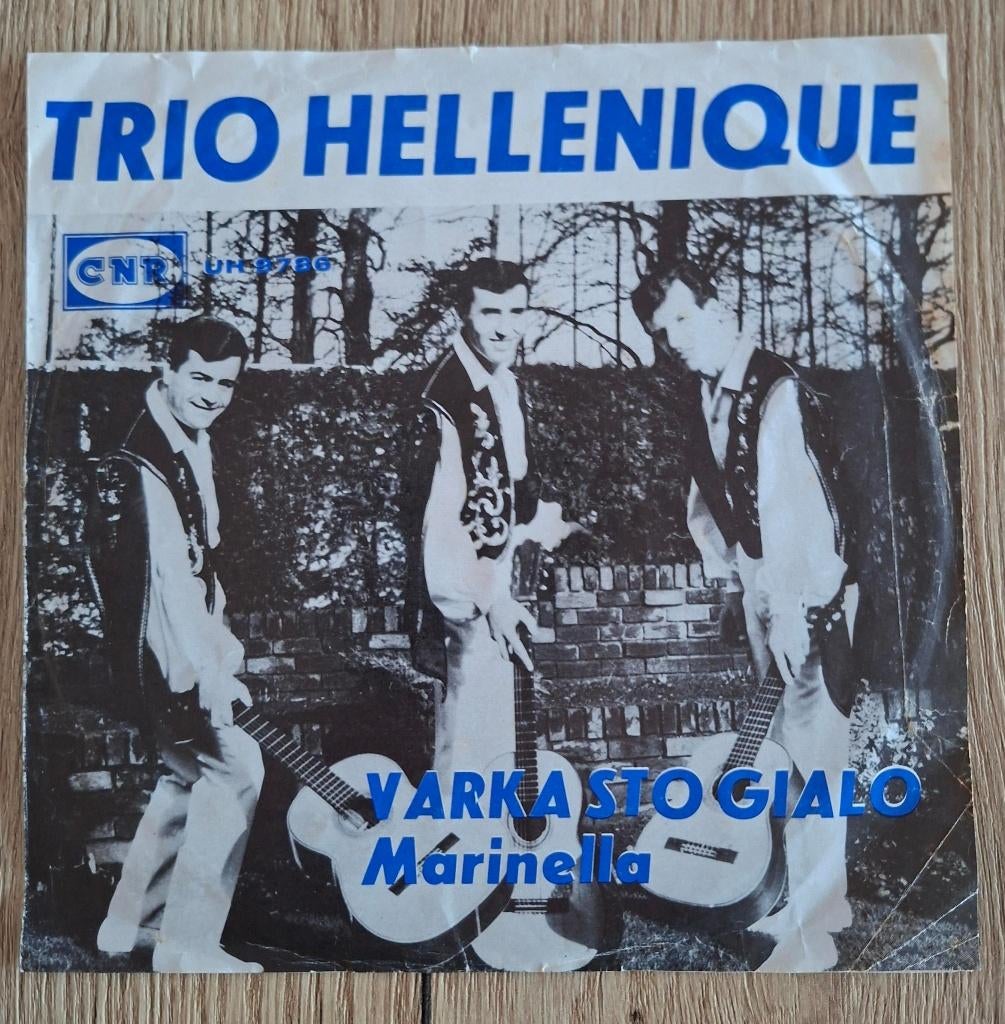 TRIO HELLENIQUE
CNR UH 9786
VARKA STO GIALO
Marinella